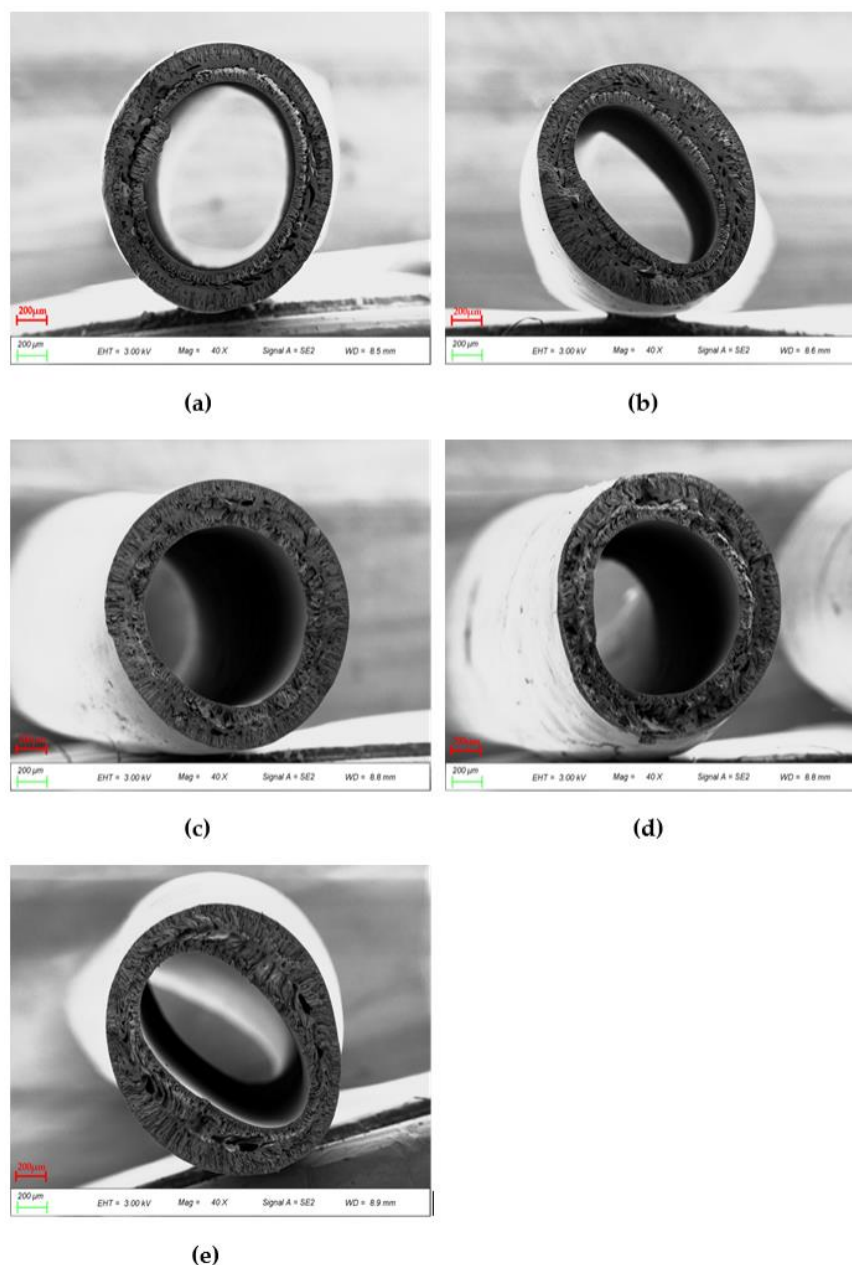 200µm
200µm
200 µm EHT = 3.00 kV Mag = 40 X Signal A = SE2 WD = 8.5 mm
200 µm EHT = 3.00 kV Mag = 40 X Signal A = SE2 WD = 8.6 mm
(a)
(b)
200 µm EHT = 3.00 kV Mag = 40 X Signal A = SE2 WD = 8.8 mm
200 µm EHT = 3.00 kV Mag = 40 X Signal A = SE2 WD = 8.8 mm
(c)
(d)
200µm
200 µm EHT = 3.00 kV Mag = 40 X Signal A = SE2 WD = 8.9 mm
(e)